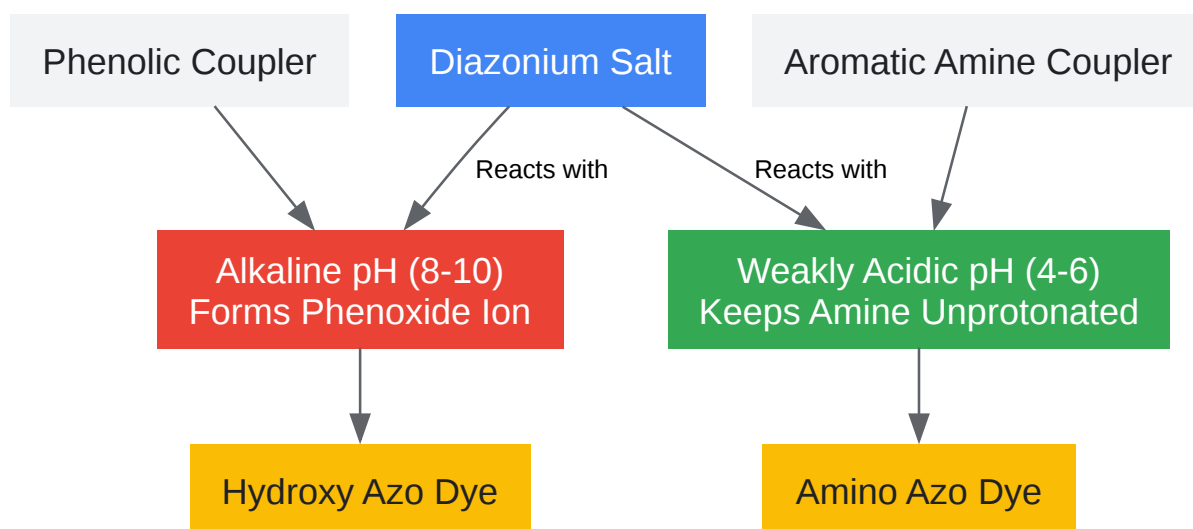 Phenolic Coupler
Diazonium Salt
Aromatic Amine Coupler
Reacts with
Reacts with
Alkaline pH (8-10)
Forms Phenoxide Ion
Weakly Acidic pH (4-6)
Keeps Amine Unprotonated
Hydroxy Azo Dye
Amino Azo Dye